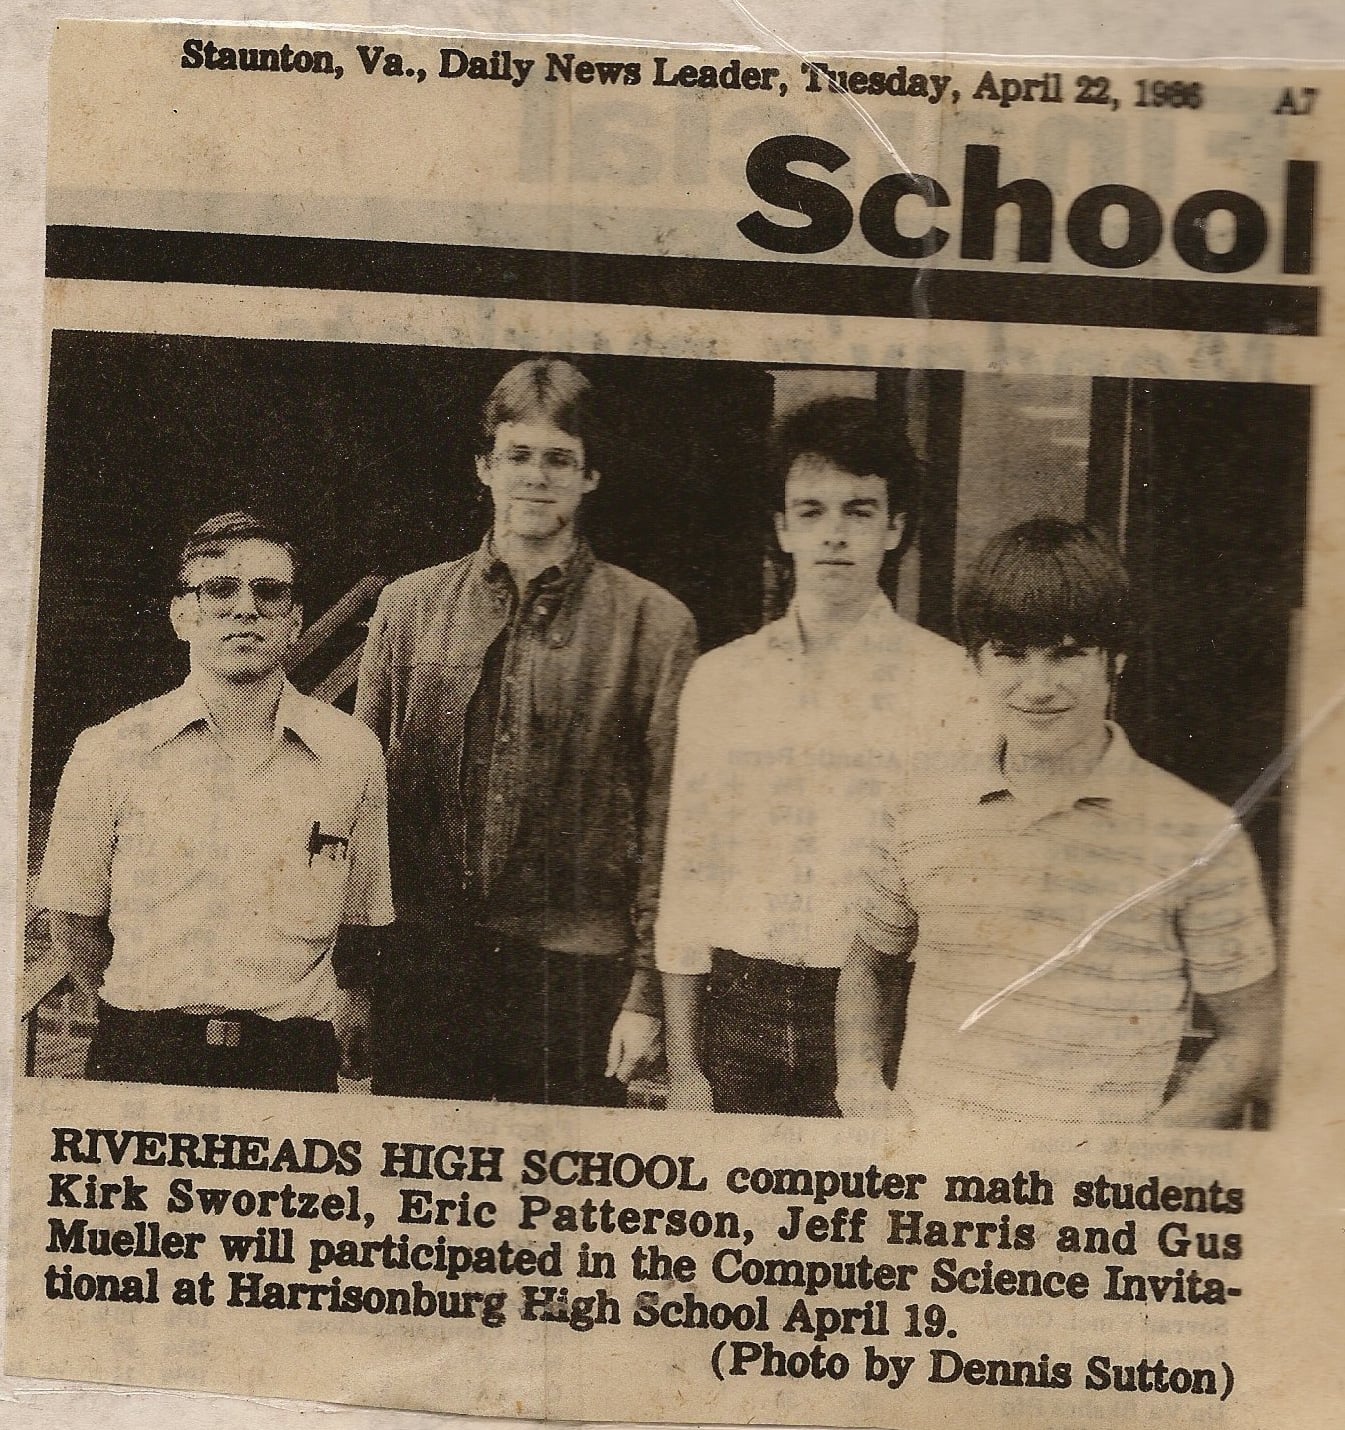 Staunton, Va., Daily News Leader, Tuesday, April 22, 1986 A7
School
RIVERHEADS HIGH SCHOOL computer math students
Kirk Swortzel, Eric Patterson, Jeff Harris and Gus
Mueller will participated in the Computer Science Invita-
tional at Harrisonburg High School April 19.
(Photo by Dennis Sutton)